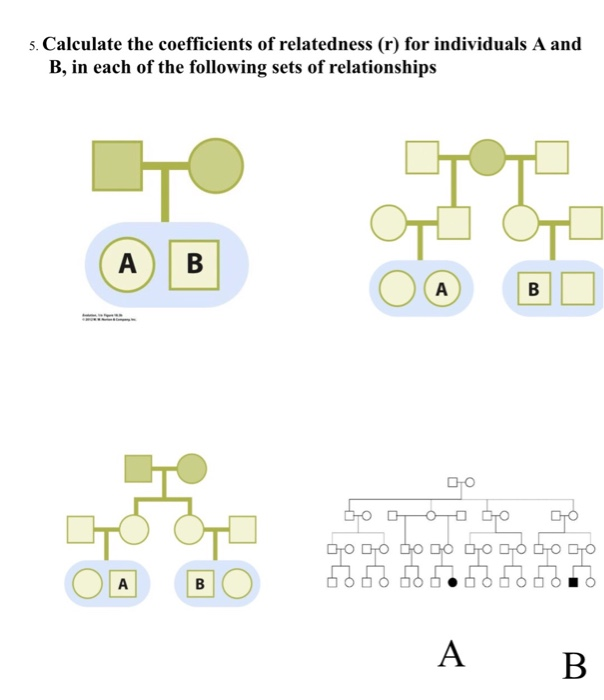 5. Calculate the coefficients of relatedness (r) for individuals A and
B, in each of the following sets of relationships
A B
A B
A B
A
B